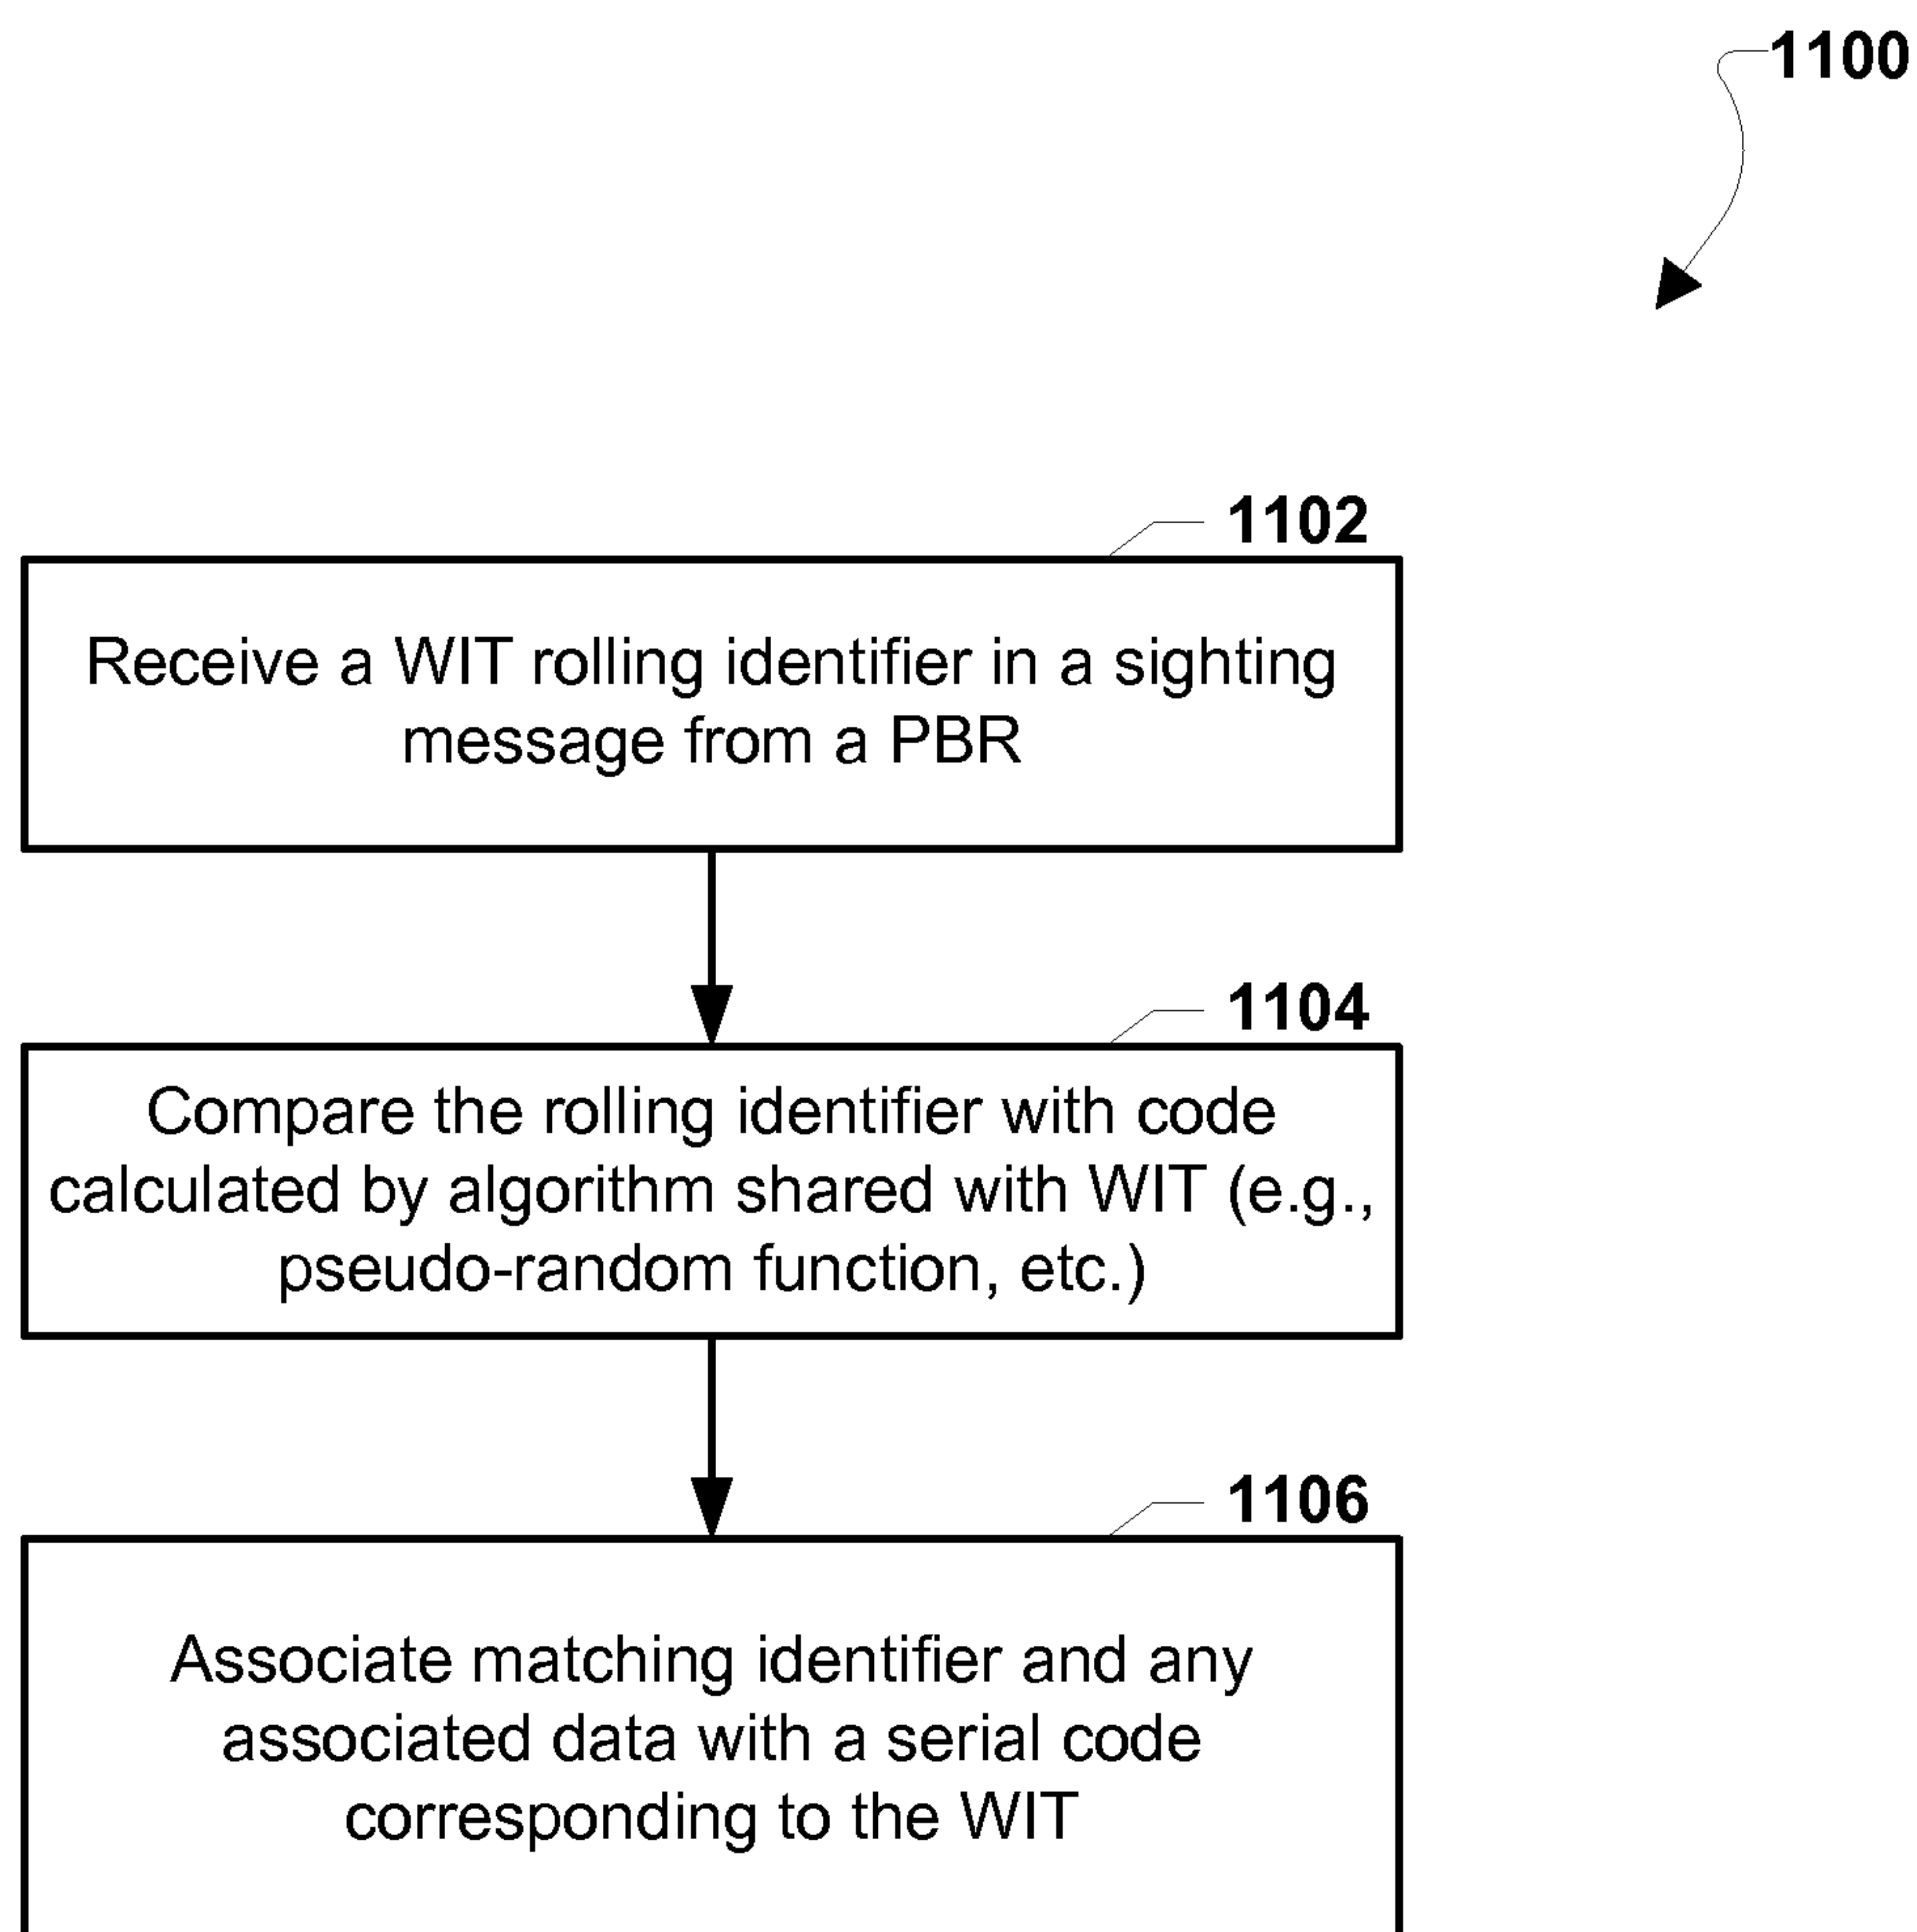 1100
1102
Receive a WIT rolling identifier in a sighting
message from a PBR
1104
Compare the rolling identifier with code
calculated by algorithm shared with WIT (e.g.,
pseudo-random function, etc.)
1106
Associate matching identifier and any
associated data with a serial code
corresponding to the WIT